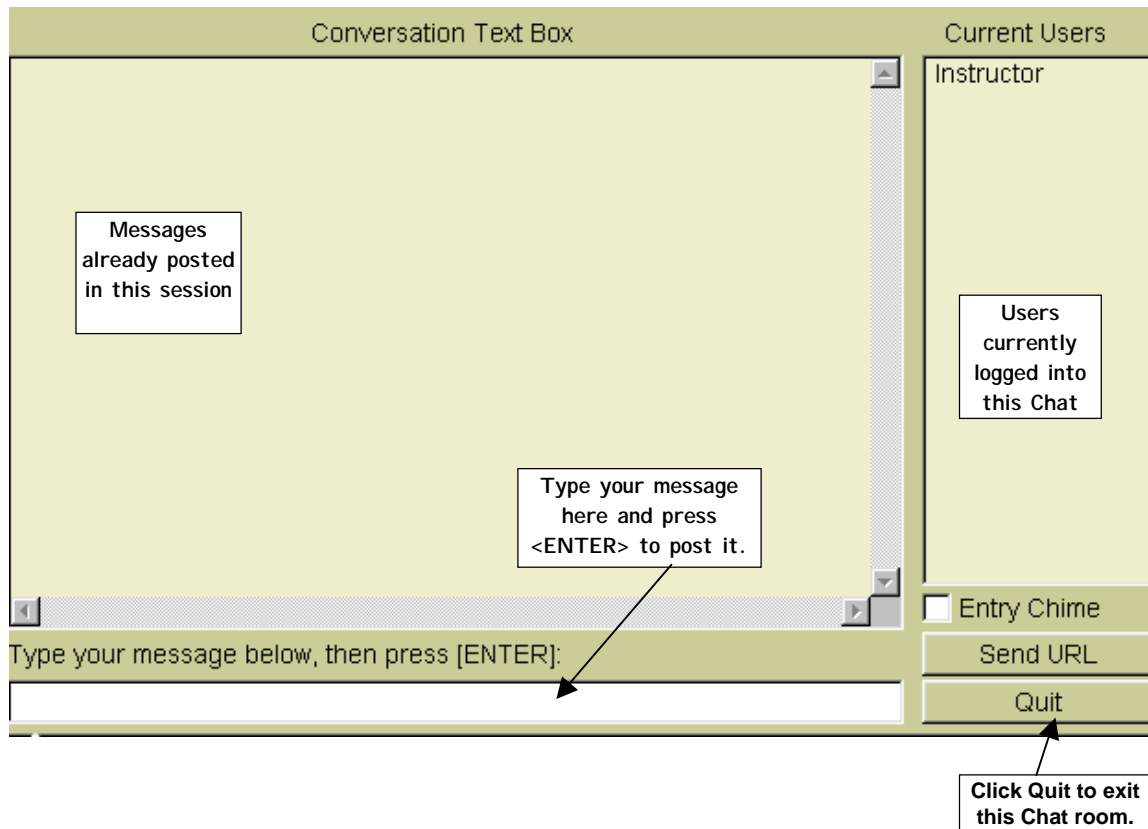 Conversation Text Box
Current Users
Instructor
Messages
already posted
in this session
Users
currently
logged into
this Chat
Type your message
here and press
<ENTER> to post it.
Entry Chime
Type your message below, then press [ENTER]:
Send URL
Quit
Click Quit to exit
this Chat room.